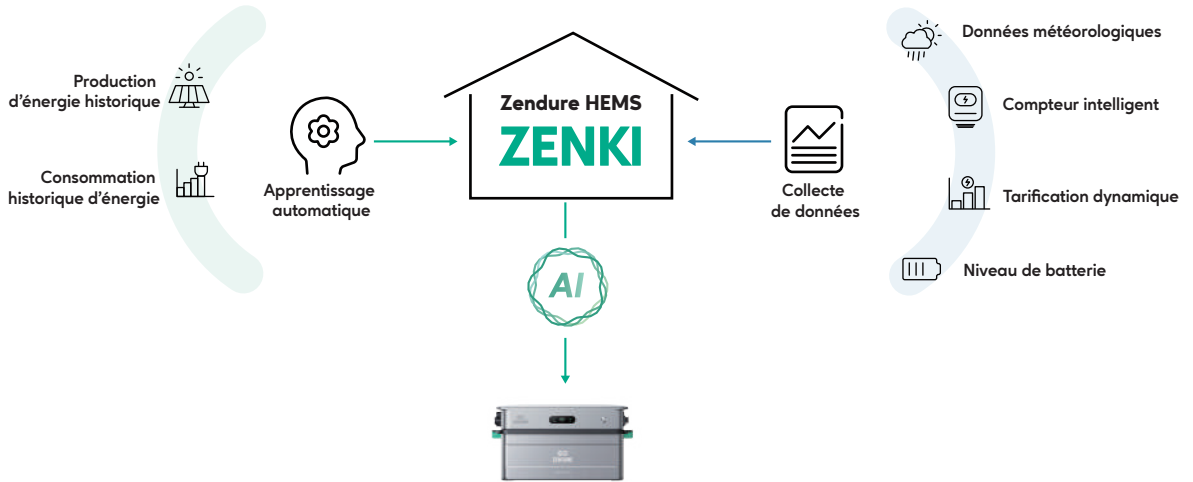 Production
d'énergie historique
Consommation
historique d'énergie
Apprentissage
automatique
Zendure HEMS
ZENKI
AI
Collecte
de données
Données météorologiques
Compteur intelligent
Tarification dynamique
Niveau de batterie